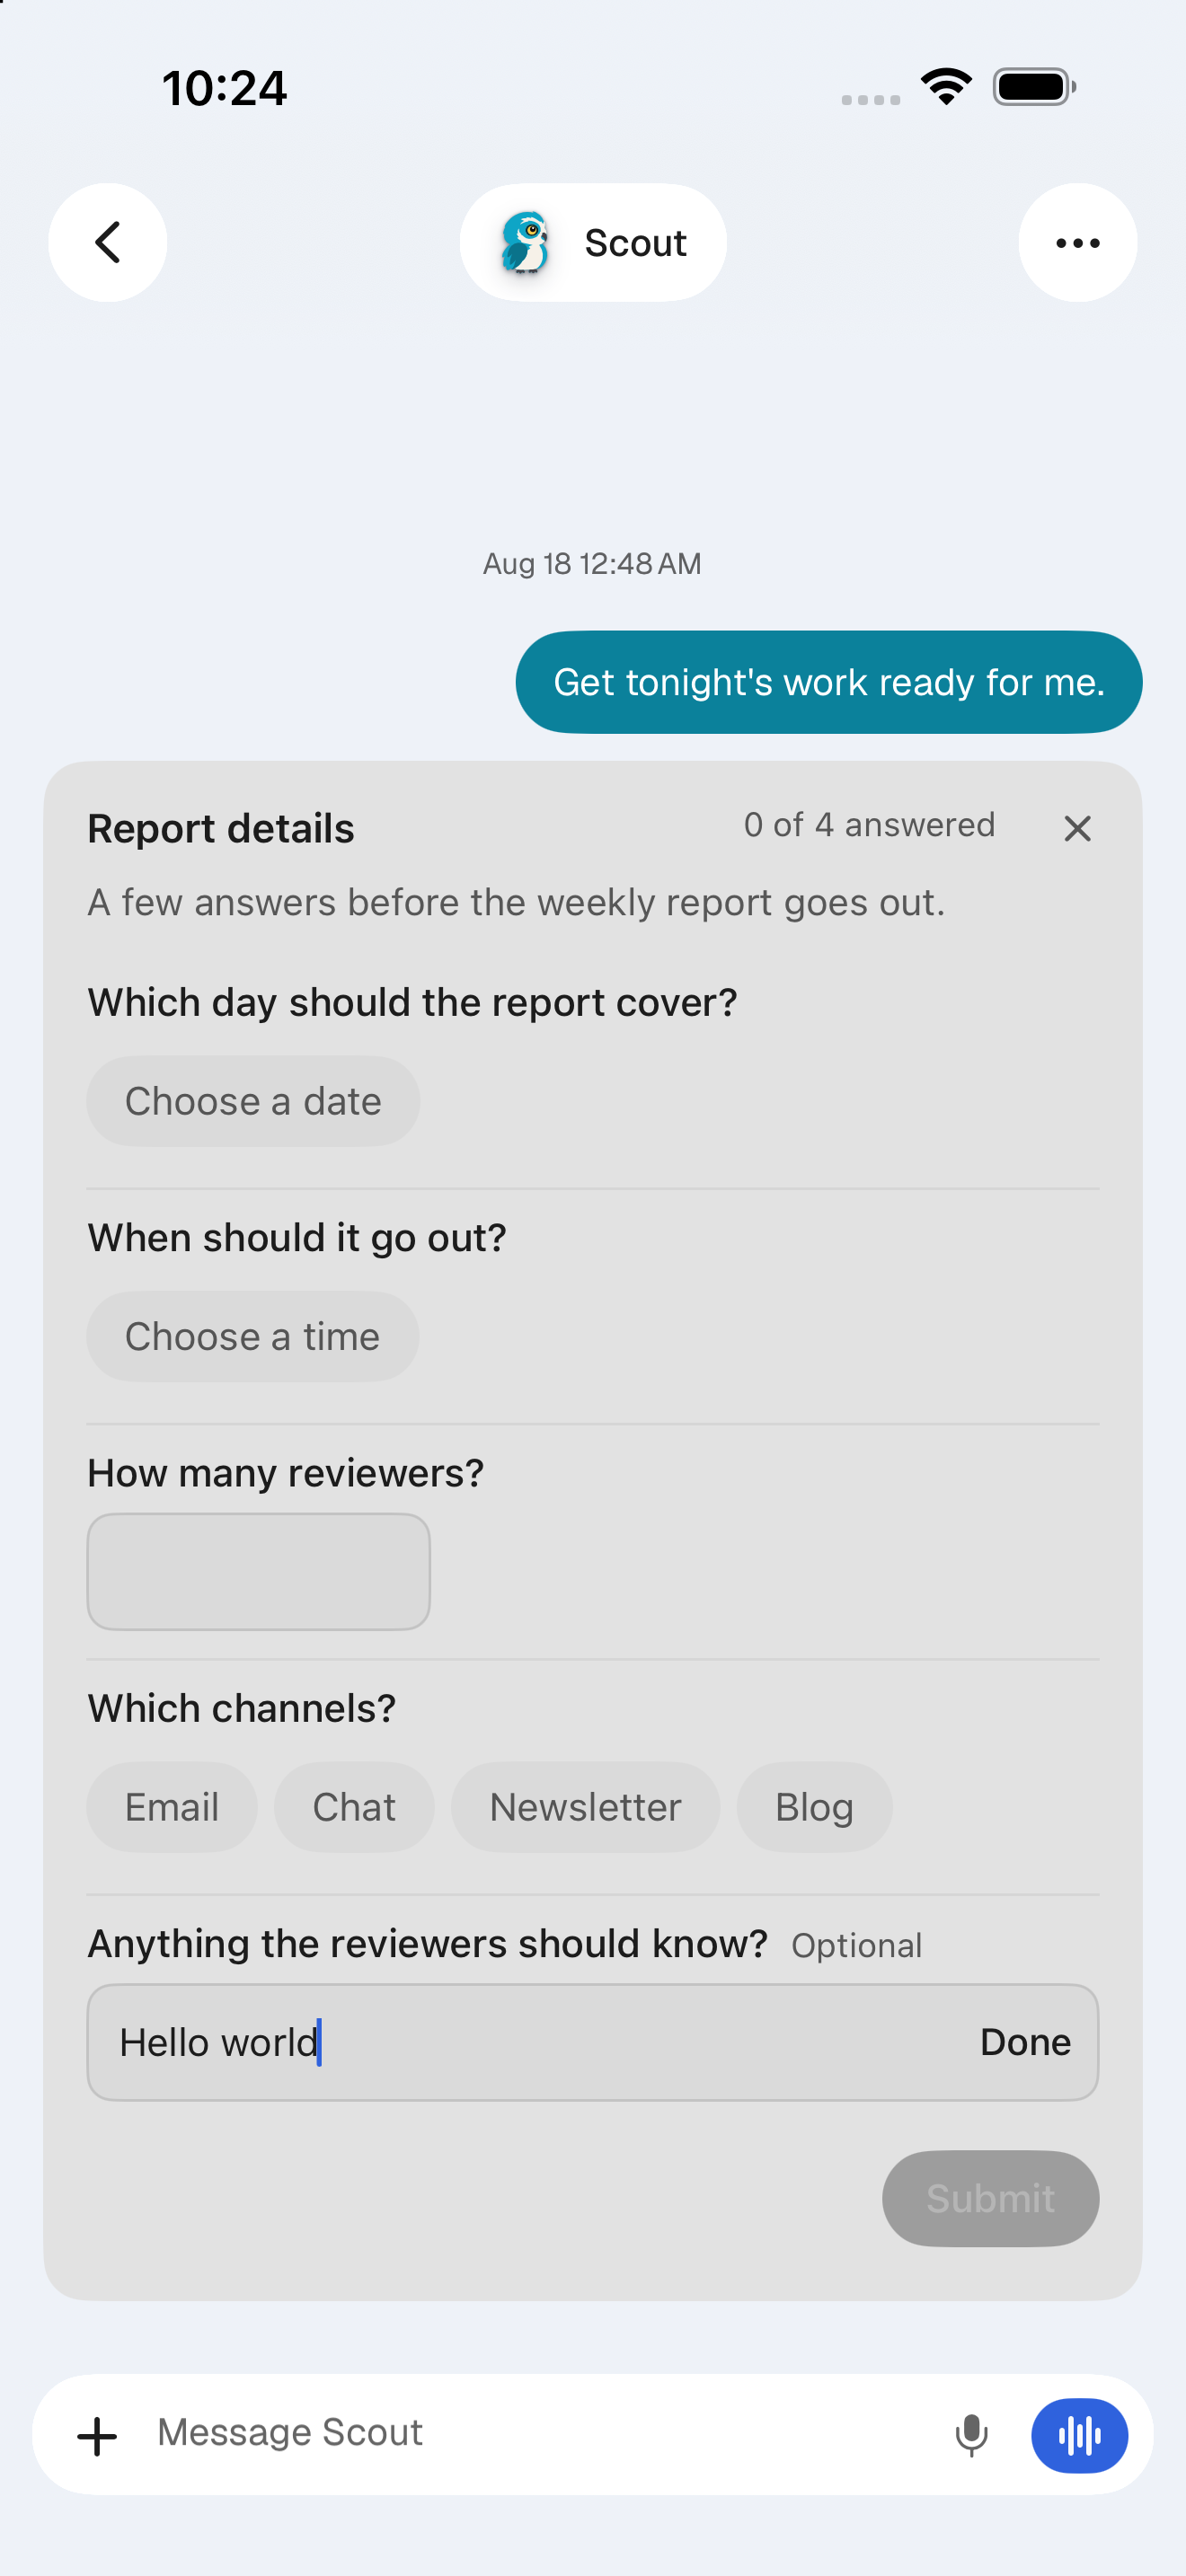 10:24
Scout
Aug 18 12:48 AM
Get tonight's work ready for me.
Report details
0 of 4 answered
A few answers before the weekly report goes out.
Which day should the report cover?
Choose a date
When should it go out?
Choose a time
How many reviewers?
Which channels?
Email Chat Newsletter Blog
Anything the reviewers should know? Optional
Hello world
Done
Submit
Message Scout